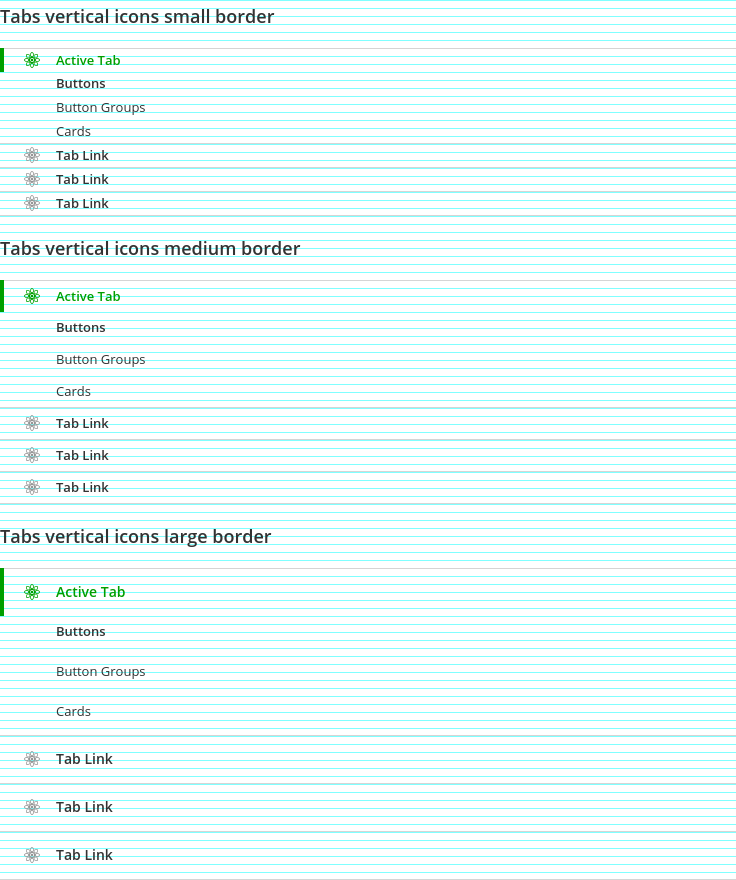 Tabs vertical icons small border
Active Tab
Buttons
Button Groups
Cards
Tab Link
Tab Link
Tab Link
Tabs vertical icons medium border
Active Tab
Buttons
Button Groups
Cards
Tab Link
Tab Link
Tab Link
Tabs vertical icons large border
Active Tab
Buttons
Button Groups
Cards
Tab Link
Tab Link
Tab Link